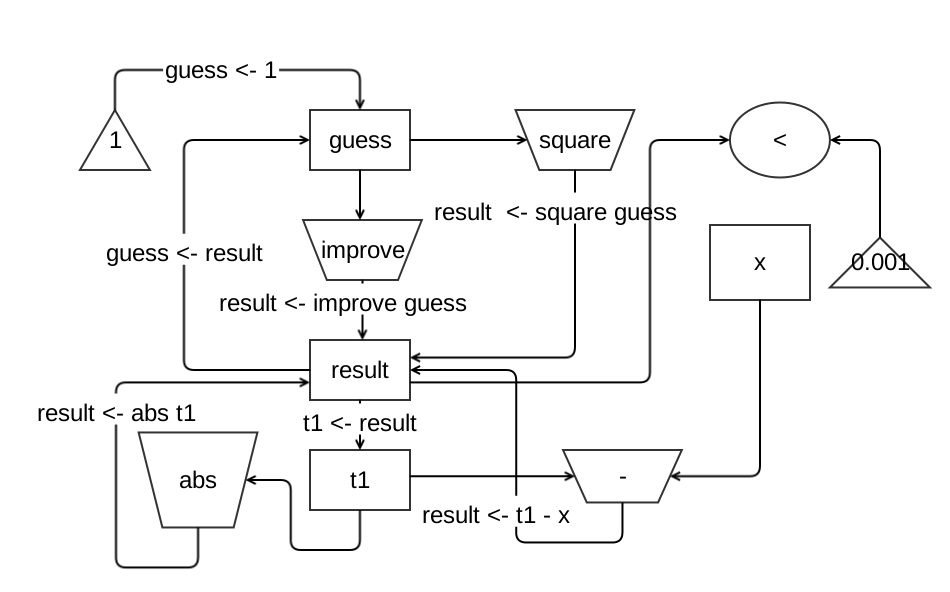 guess <- 1
1
guess
square
<
result <- square guess
guess <- result
improve
x
0.001
result <- improve guess
result
result <- abs t1
t1 <- result
abs
t1
-
result <- t1 - x